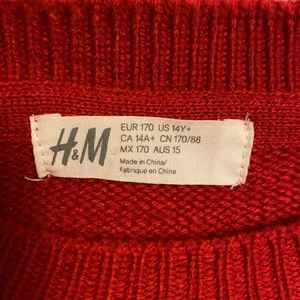 H&M
EUR 170 US 14Y+
CA 14A+ CN 170/88
MX 170 AUS 15
Made in China/
Fabriqué en Chine